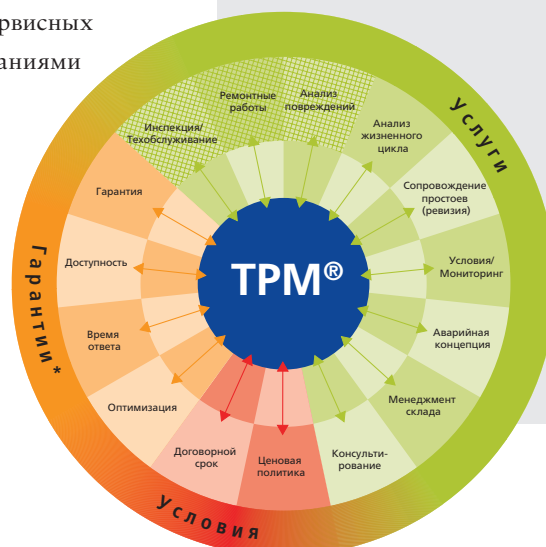 рвисных
аниями
Услуги
Гарантии*
Условия
TPM®
Инспекция/
Техобслуживание
Ремонтные
работы
Анализ
повреждений
Анализ
жизненного
цикла
Сопровождение
простоев
(ревизия)
Условия/
Мониторинг
Аварийная
концепция
Менеджмент
склада
Консульти-
рование
Ценовая
политика
Договорной
срок
Оптимизация
Время
ответа
Доступность
Гарантия